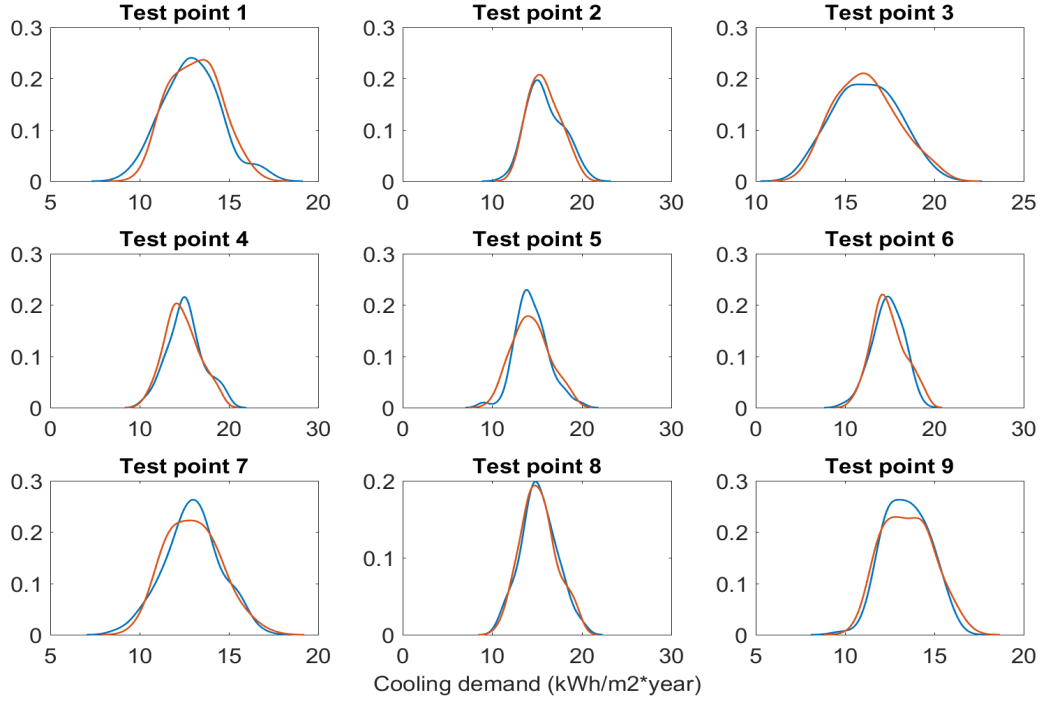 Test point 1 Test point 2 Test point 3
0.3 0.3 0.3
0.2 0.2 0.2
0.1 0.1 0.1
0 0 0
5 10 15 20 0 10 20 30 10 15 20 25
Test point 4 Test point 5 Test point 6
0.3 0.3 0.3
0.2 0.2 0.2
0.1 0.1 0.1
0 0 0
0 10 20 30 0 10 20 30 0 10 20 30
Test point 7 Test point 8 Test point 9
0.3 0.2 0.3
0.2 0.2
0.1 0.1 0.1
0 0 0
5 10 15 20 0 10 20 30 5 10 15 20
Cooling demand (kWh/m2*year)